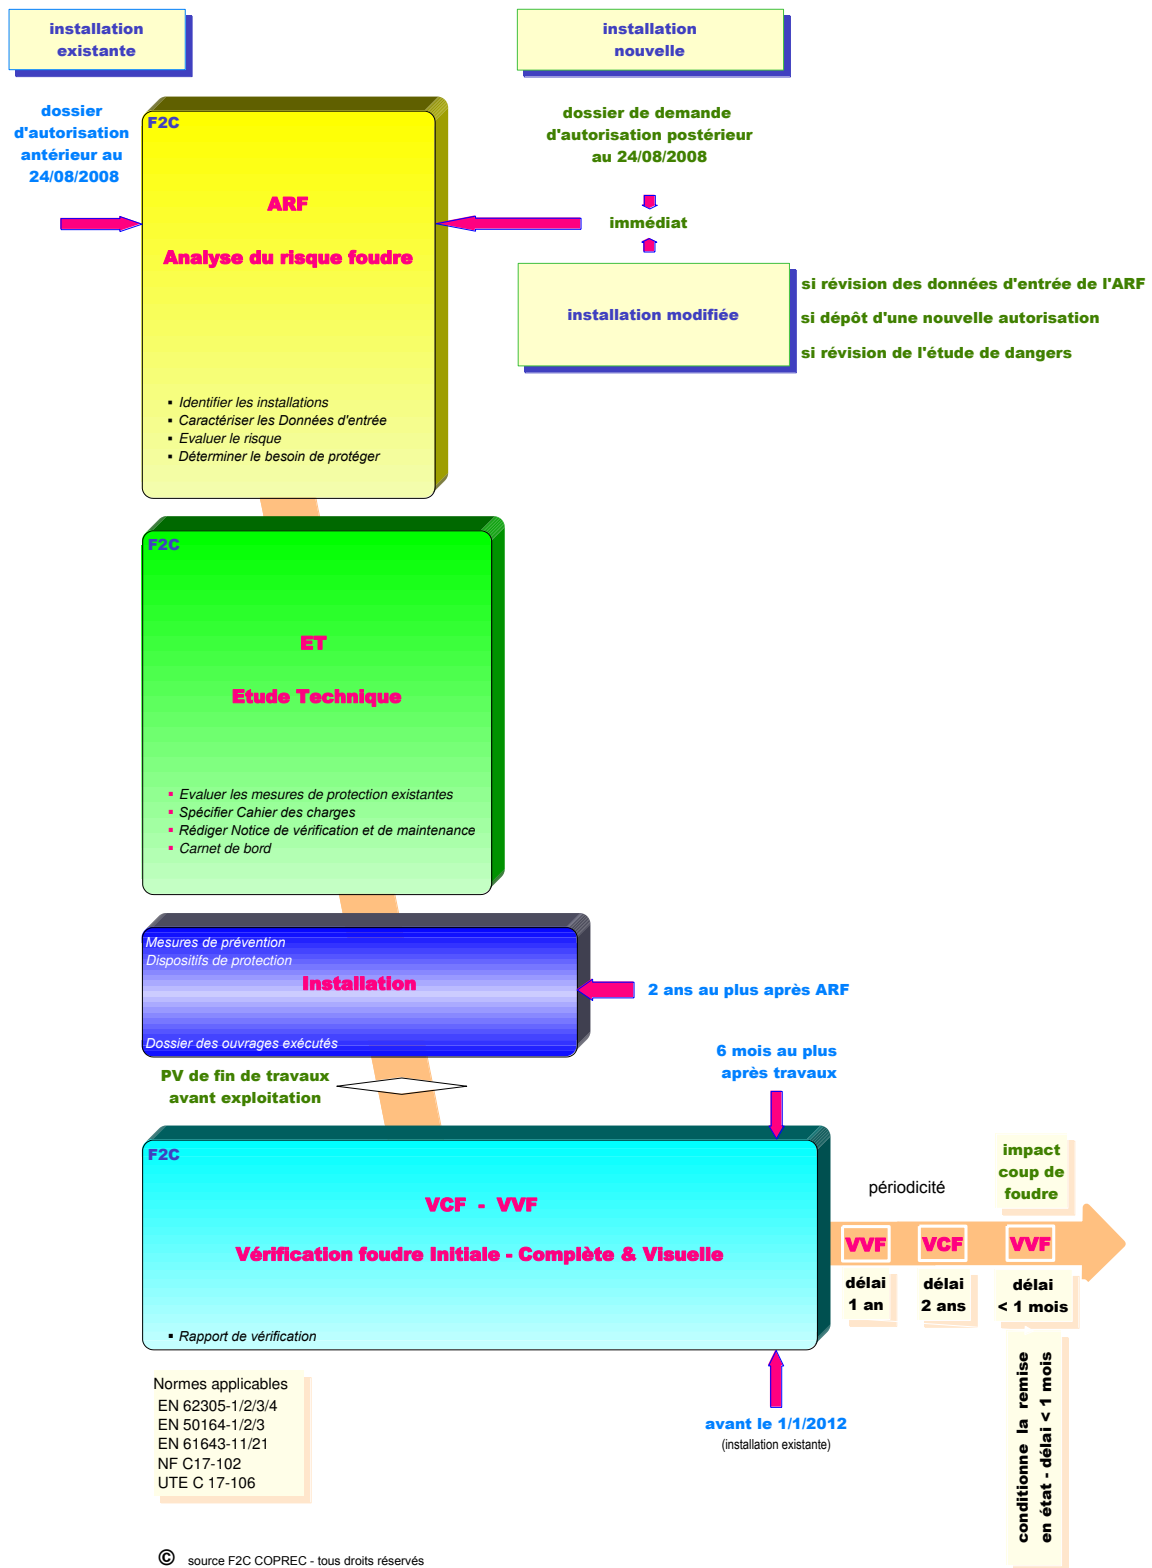 installation
existante
installation
nouvelle
dossier
d'autorisation
antérieur au
24/08/2008
F2C
ARF
Analyse du risque foudre
▪ Identifier les installations
▪ Caractériser les Données d'entrée
▪ Evaluer le risque
▪ Déterminer le besoin de protéger
dossier de demande
d'autorisation postérieur
au 24/08/2008
immédiat
installation modifiée
si révision des données d'entrée de l'ARF
si dépôt d'une nouvelle autorisation
si révision de l'étude de dangers
F2C
ET
Etude Technique
▪ Evaluer les mesures de protection existantes
▪ Spécifier Cahier des charges
▪ Rédiger Notice de vérification et de maintenance
▪ Carnet de bord
Mesures de prévention
Dispositifs de protection
Installation
Dossier des ouvrages exécutés
2 ans au plus après ARF
PV de fin de travaux
avant exploitation
6 mois au plus
après travaux
F2C
VCF - VVF
Vérification foudre Initiale - Complète & Visuelle
▪ Rapport de vérification
périodicité
impact
coup de
foudre
VVF
VCF
VVF
délai
1 an
délai
2 ans
délai
< 1 mois
conditionne la remise
en état - délai < 1 mois
avant le 1/1/2012
(installation existante)
Normes applicables
EN 62305-1/2/3/4
EN 50164-1/2/3
EN 61643-11/21
NF C17-102
UTE C 17-106
© source F2C COPREC - tous droits réservés